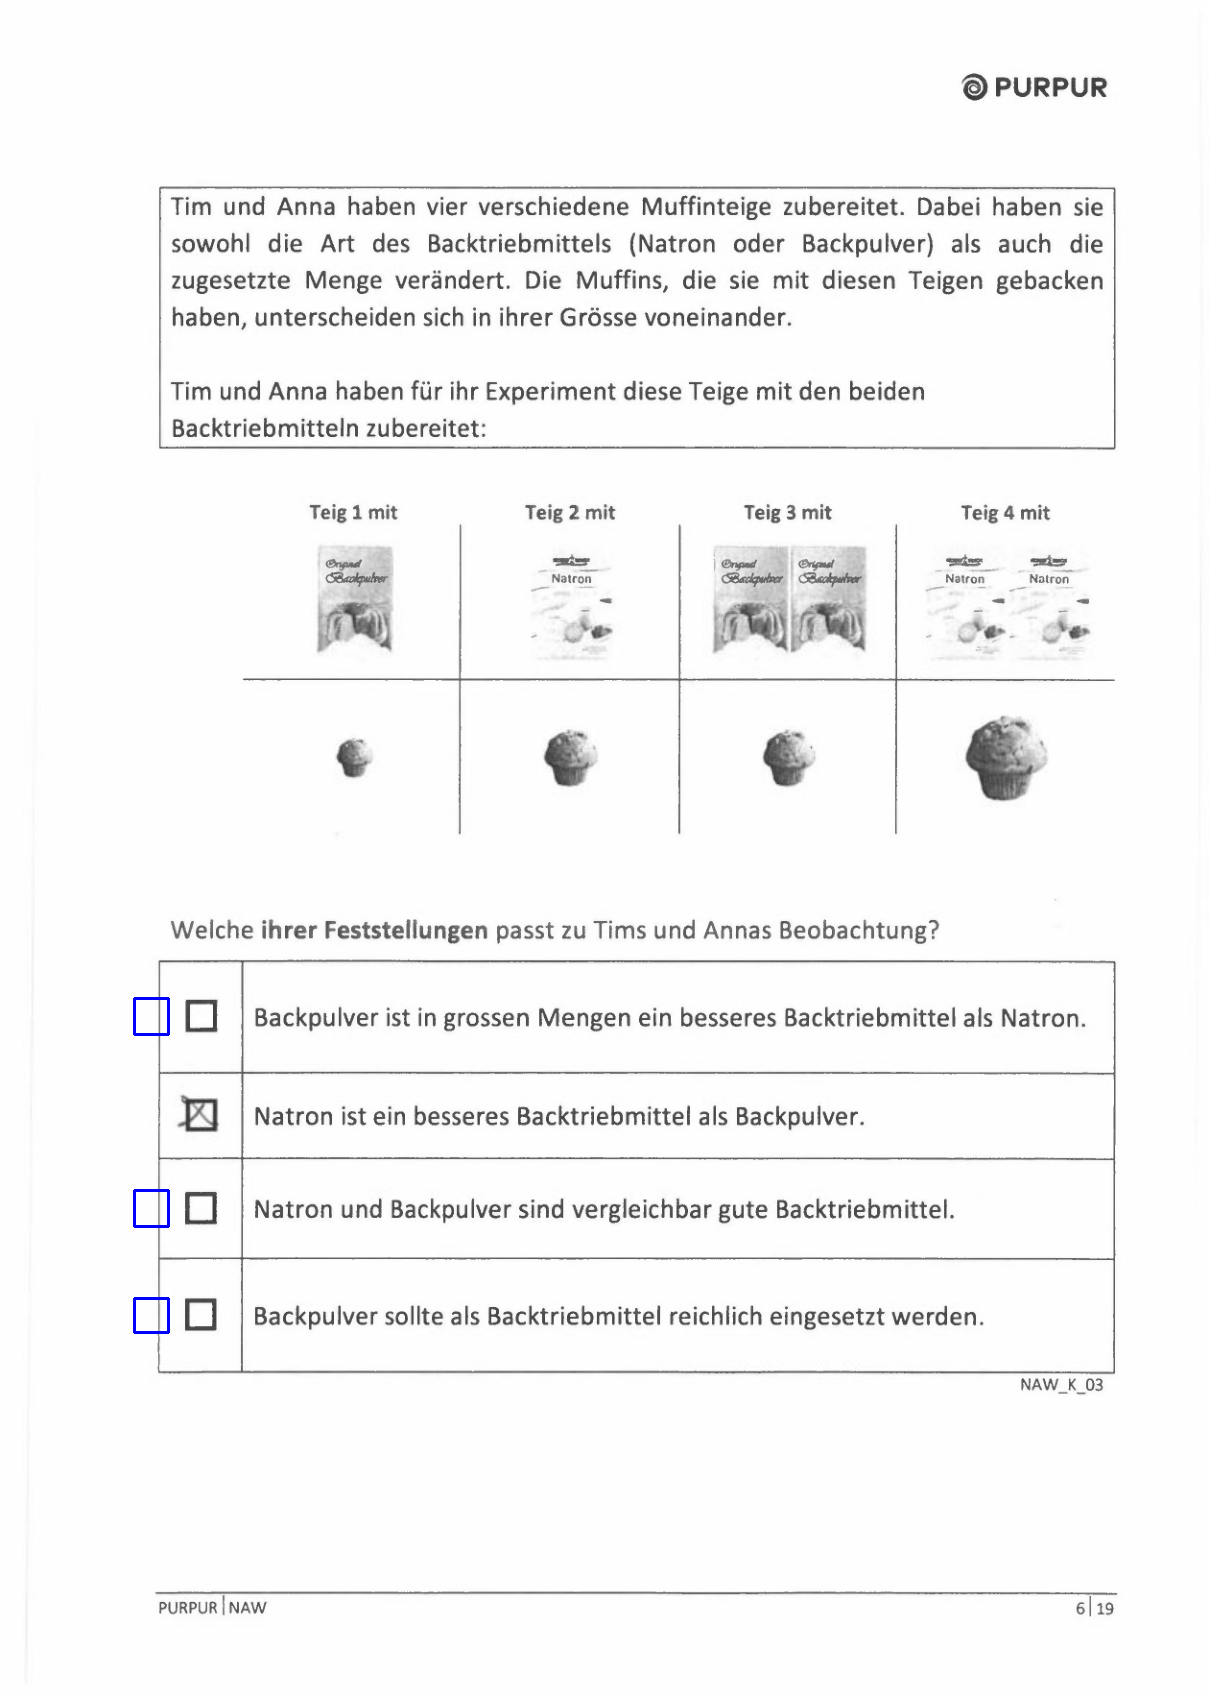 PURPUR
Tim und Anna haben vier verschiedene Muffinteige zubereitet. Dabei haben sie
sowohl die Art des Backtriebmittels (Natron oder Backpulver) als auch die
zugesetzte Menge verändert. Die Muffins, die sie mit diesen Teigen gebacken
haben, unterscheiden sich in ihrer Grösse voneinander.
Tim und Anna haben für ihr Experiment diese Teige mit den beiden
Backtriebmitteln zubereitet:
Teig 1 mit Teig 2 mit Teig 3 mit Teig 4 mit
Original Original Original
Backpulver Natron Backpulver Backpulver Natron Natron
Welche ihrer Feststellungen passt zu Tims und Annas Beobachtung?
Backpulver ist in grossen Mengen ein besseres Backtriebmittel als Natron.
Natron ist ein besseres Backtriebmittel als Backpulver.
Natron und Backpulver sind vergleichbar gute Backtriebmittel.
Backpulver sollte als Backtriebmittel reichlich eingesetzt werden.
NAW_K_03
PURPUR | NAW 6 | 19